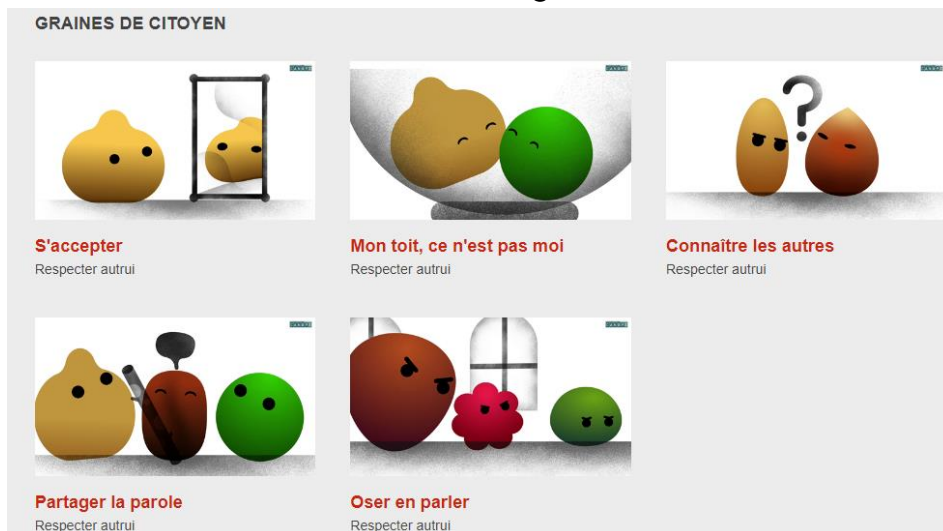 GRAINES DE CITOYEN
S'accepter
Respecter autrui
Mon toit, ce n'est pas moi
Respecter autrui
Connaître les autres
Respecter autrui
Partager la parole
Respecter autrui
Oser en parler
Respecter autrui